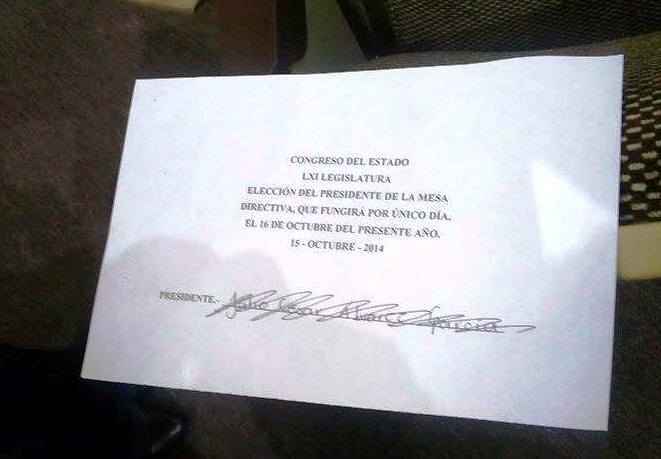 CONGRESO DEL ESTADO
LXI LEGISLATURA
ELECCIÓN DEL PRESIDENTE DE LA MESA
DIRECTIVA, QUE FUNGIRÁ POR ÚNICO DÍA,
EL 16 DE OCTUBRE DEL PRESENTE AÑO.
15 - OCTUBRE - 2014
PRESIDENTE.-